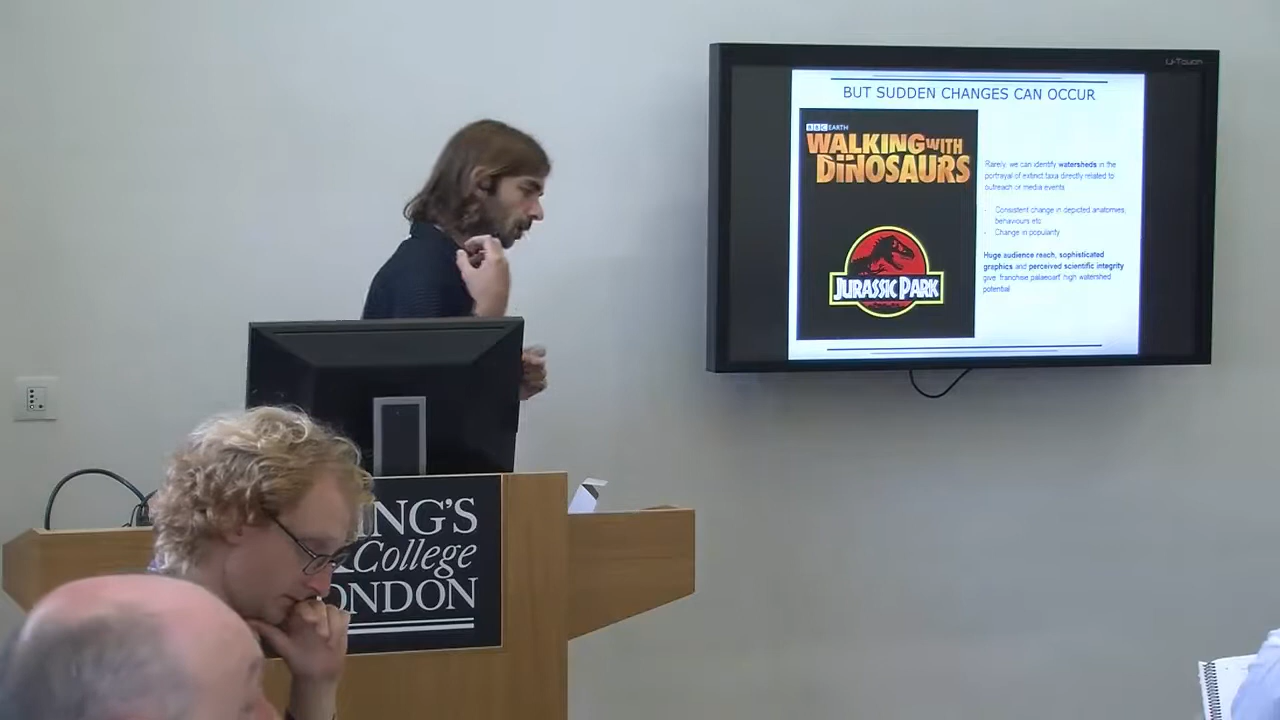 U-Touch
BUT SUDDEN CHANGES CAN OCCUR
BBC EARTH
WALKING WITH
DINOSAURS
JURASSIC PARK
Rarely, we can identify watersheds in the
portrayal of extinct taxa directly related to
outreach or media events
- Consistent change in depicted anatomies,
behaviours etc
- Change in popularity
Huge audience reach, sophisticated
graphics and perceived scientific integrity
give franchise palaeoart high watershed
potential
ING'S
College
ONDON